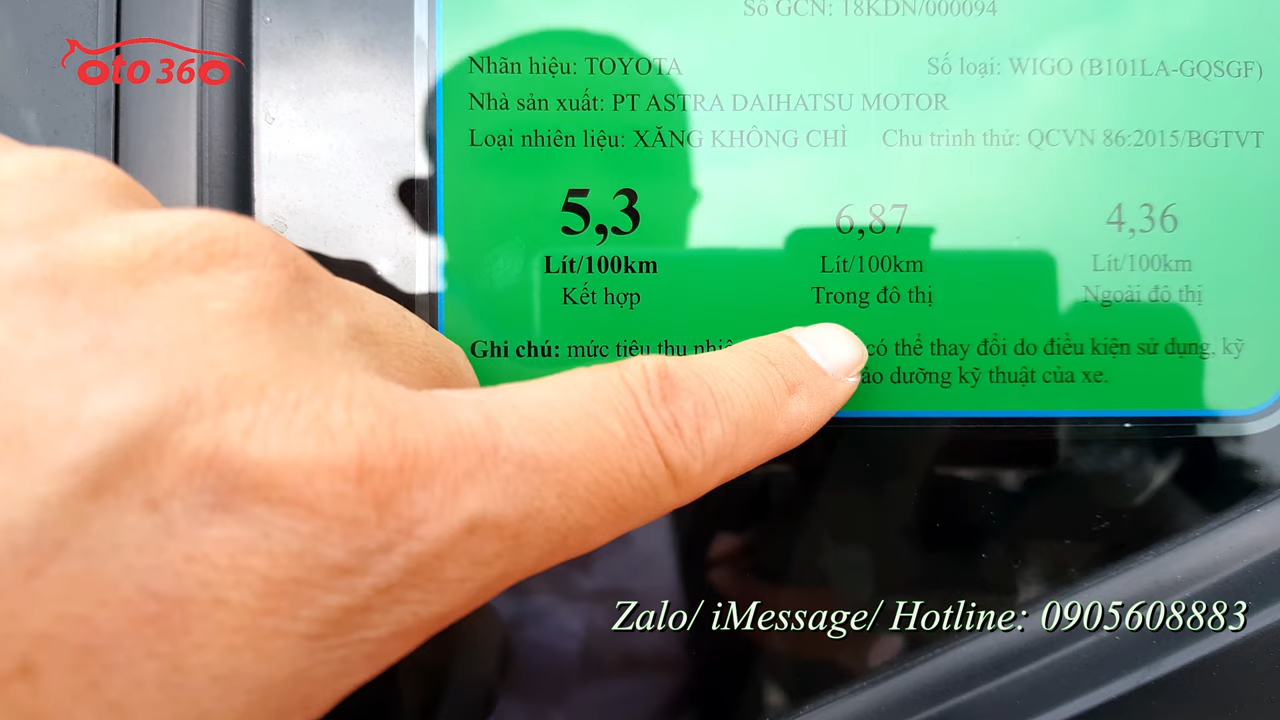 oto 360
Số GCN: 18KDN/000094
Nhãn hiệu: TOYOTA Số loại: WIGO (B101LA-GQSGF)
Nhà sản xuất: PT ASTRA DAIHATSU MOTOR
Loại nhiên liệu: XĂNG KHÔNG CHÌ Chu trình thử: QCVN 86:2015/BGTVT
5,3 6,87 4,36
Lít/100km Lít/100km Lít/100km
Kết hợp Trong đô thị Ngoài đô thị
Ghi chú: mức tiêu thụ có thể thay đổi do điều kiện sử dụng, kỹ
dưỡng kỹ thuật của xe.
Zalo/ iMessage/ Hotline: 0905608883